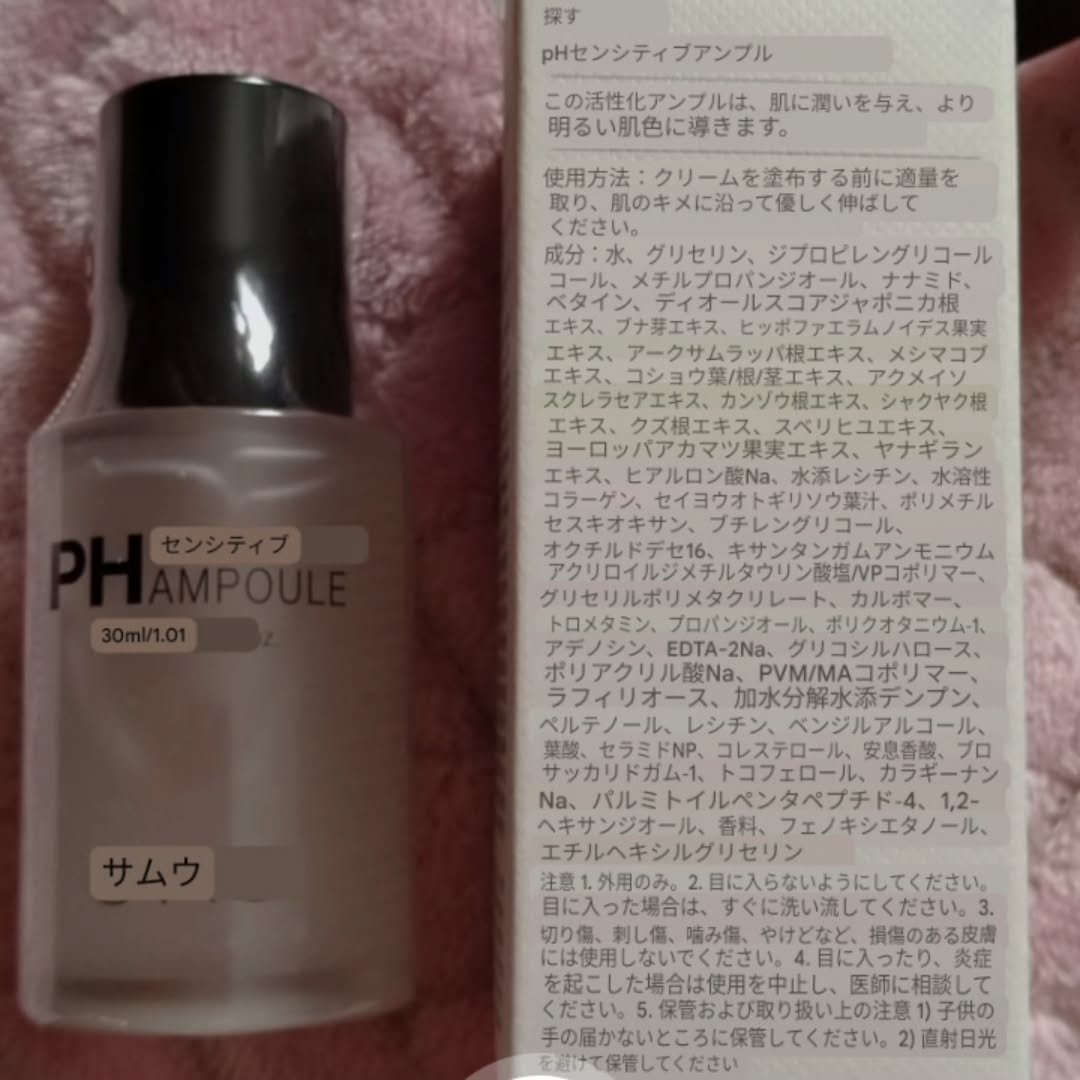 探す
pHセンシティブアンプル
この活性化アンプルは、肌に潤いを与え、より
明るい肌色に導きます。
使用方法：クリームを塗布する前に適量を
取り、肌のキメに沿って優しく伸ばして
ください。
成分：水、グリセリン、ジプロピレングリコール
コール、メチルプロパンジオール、ナナミド、
ベタイン、ディオールスコアジャポニカ根
エキス、ブナ芽エキス、ヒッポファエラムノイデス果実
エキス、アークサムラッパ根エキス、メシマコブ
エキス、コショウ葉/根/茎エキス、アクメイソ
スクレラセアエキス、カンゾウ根エキス、シャクヤク根
エキス、クズ根エキス、スベリヒユエキス、
ヨーロッパアカマツ果実エキス、ヤナギラン
エキス、ヒアルロン酸Na、水添レシチン、水溶性
コラーゲン、セイヨウオトギリソウ葉汁、ポリメチル
セスキオキサン、ブチレングリコール、
オクチルドデセ16、キサンタンガムアンモニウム
アクリロイルジメチルタウリン酸塩/VPコポリマー、
グリセリルポリメタクリレート、カルボマー、
トロメタミン、プロパンジオール、ポリクオタニウム-1、
アデノシン、EDTA-2Na、グリコシルハロース、
ポリアクリル酸Na、PVM/MAコポリマー、
ラフィリオース、加水分解水添デンプン、
ペルテノール、レシチン、ベンジルアルコール、
葉酸、セラミドNP、コレステロール、安息香酸、ブロ
サッカリドガム-1、トコフェロール、カラギーナン
Na、パルミトイルペンタペプチド-4、1,2-
ヘキサンジオール、香料、フェノキシエタノール、
エチルヘキシルグリセリン
注意 1. 外用のみ。2. 目に入らないようにしてください。
目に入った場合は、すぐに洗い流してください。3.
切り傷、刺し傷、噛み傷、やけどなど、損傷のある皮膚
には使用しないでください。4. 目に入ったり、炎症
を起こした場合は使用を中止し、医師に相談して
ください。5. 保管および取り扱い上の注意 1) 子供の
手の届かないところに保管してください。2) 直射日光
を避けて保管してください
PH センシティブ
AMPOULE
30ml/1.01 z.
サムウ